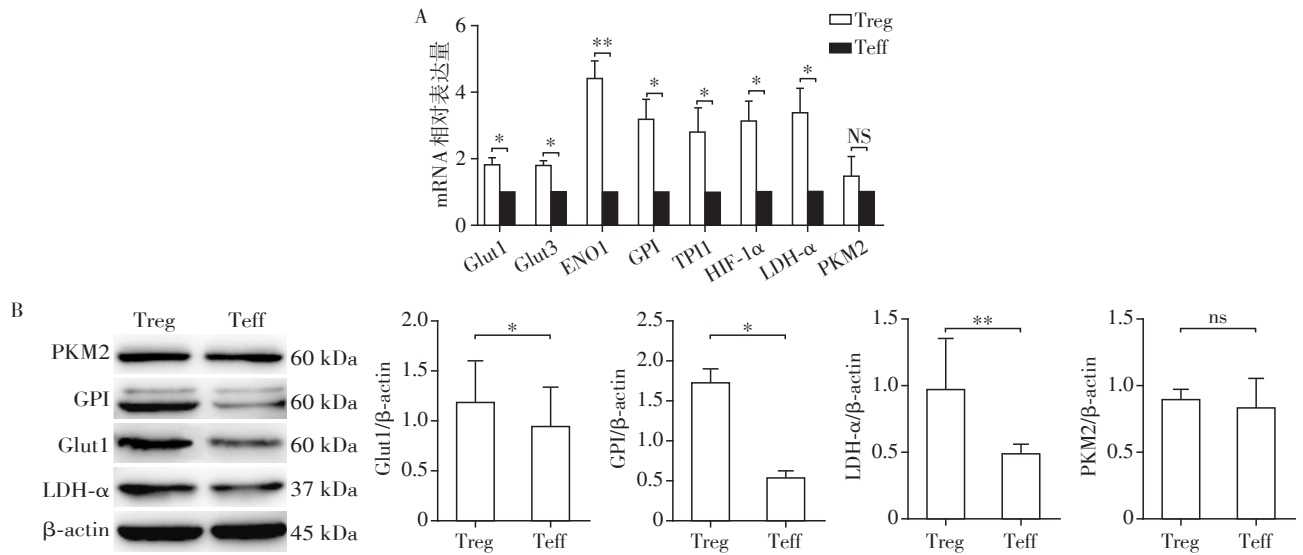 A
Treg
Teff
mRNA 相对表达量
6
4
2
0
*
*
**
*
*
*
*
NS
Glut1
Glut3
ENO1
GPI
TPI1
HIF-1α
LDH-α
PKM2
B
Treg Teff
PKM2 60 kDa
GPI 60 kDa
Glut1 60 kDa
LDH-α 37 kDa
β-actin 45 kDa
Glut1/β-actin
2.0
1.5
1.0
0.5
0
*
Treg Teff
GPI/β-actin
2.5
2.0
1.5
1.0
0.5
0
*
Treg Teff
LDH-α/β-actin
1.5
1.0
0.5
0
**
Treg Teff
PKM2/β-actin
1.5
1.0
0.5
0
ns
Treg Teff